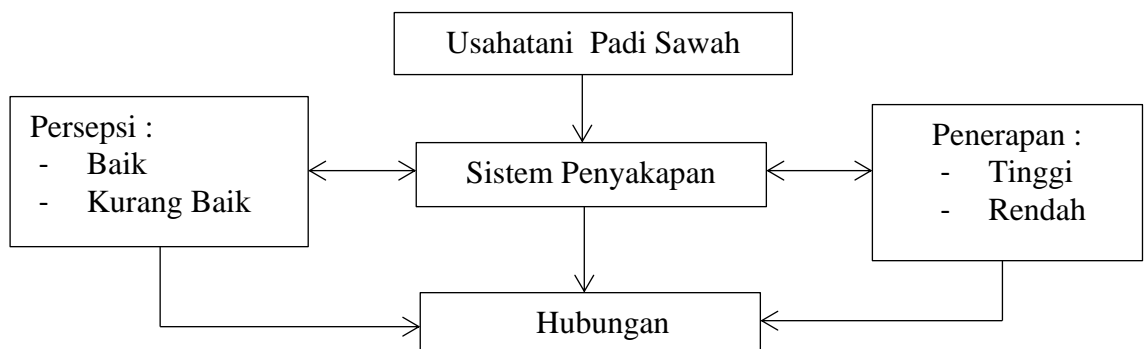 Usahatani Padi Sawah
Persepsi :
- Baik
- Kurang Baik
Sistem Penyakapan
Penerapan :
- Tinggi
- Rendah
Hubungan